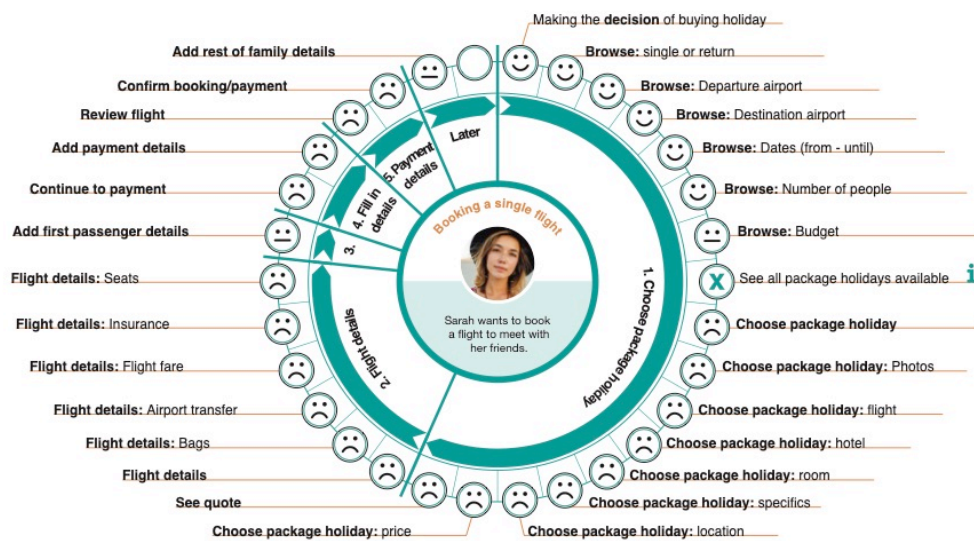 Making the decision of buying holiday
Browse: single or return
Browse: Departure airport
Browse: Destination airport
Browse: Dates (from - until)
Browse: Number of people
Browse: Budget
X
See all package holidays available
i
Choose package holiday
Choose package holiday: Photos
Choose package holiday: flight
Choose package holiday: hotel
Choose package holiday: room
Choose package holiday: specifics
Choose package holiday: location
Choose package holiday: price
See quote
Flight details
Flight details: Bags
Flight details: Airport transfer
Flight details: Flight fare
Flight details: Insurance
Flight details: Seats
Add first passenger details
Continue to payment
Add payment details
Review flight
Confirm booking/payment
Add rest of family details
1. Choose package holiday
2. Flight details
3.
4. Fill in
details
5. Payment
details
Later
Booking a single flight
Sarah wants to book
a flight to meet with
her friends.